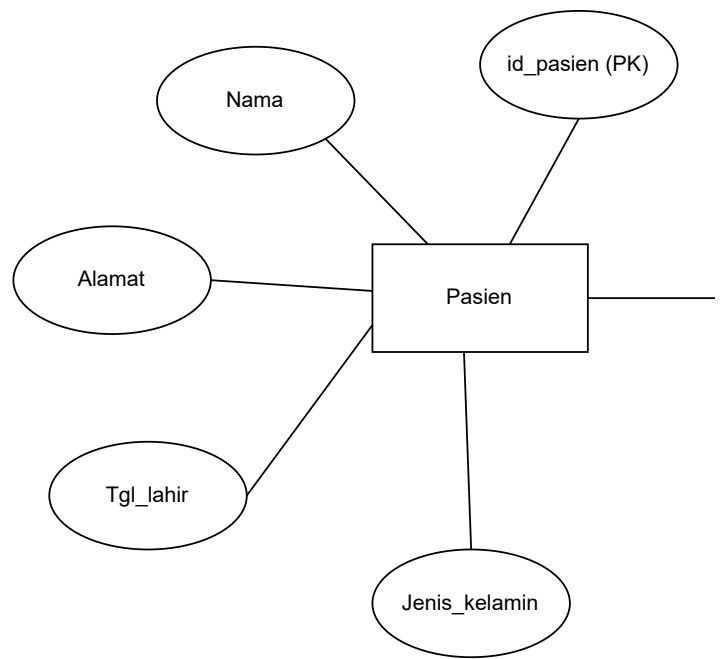 id_pasien (PK)
Nama
Alamat
Pasien
Tgl_lahir
Jenis_kelamin